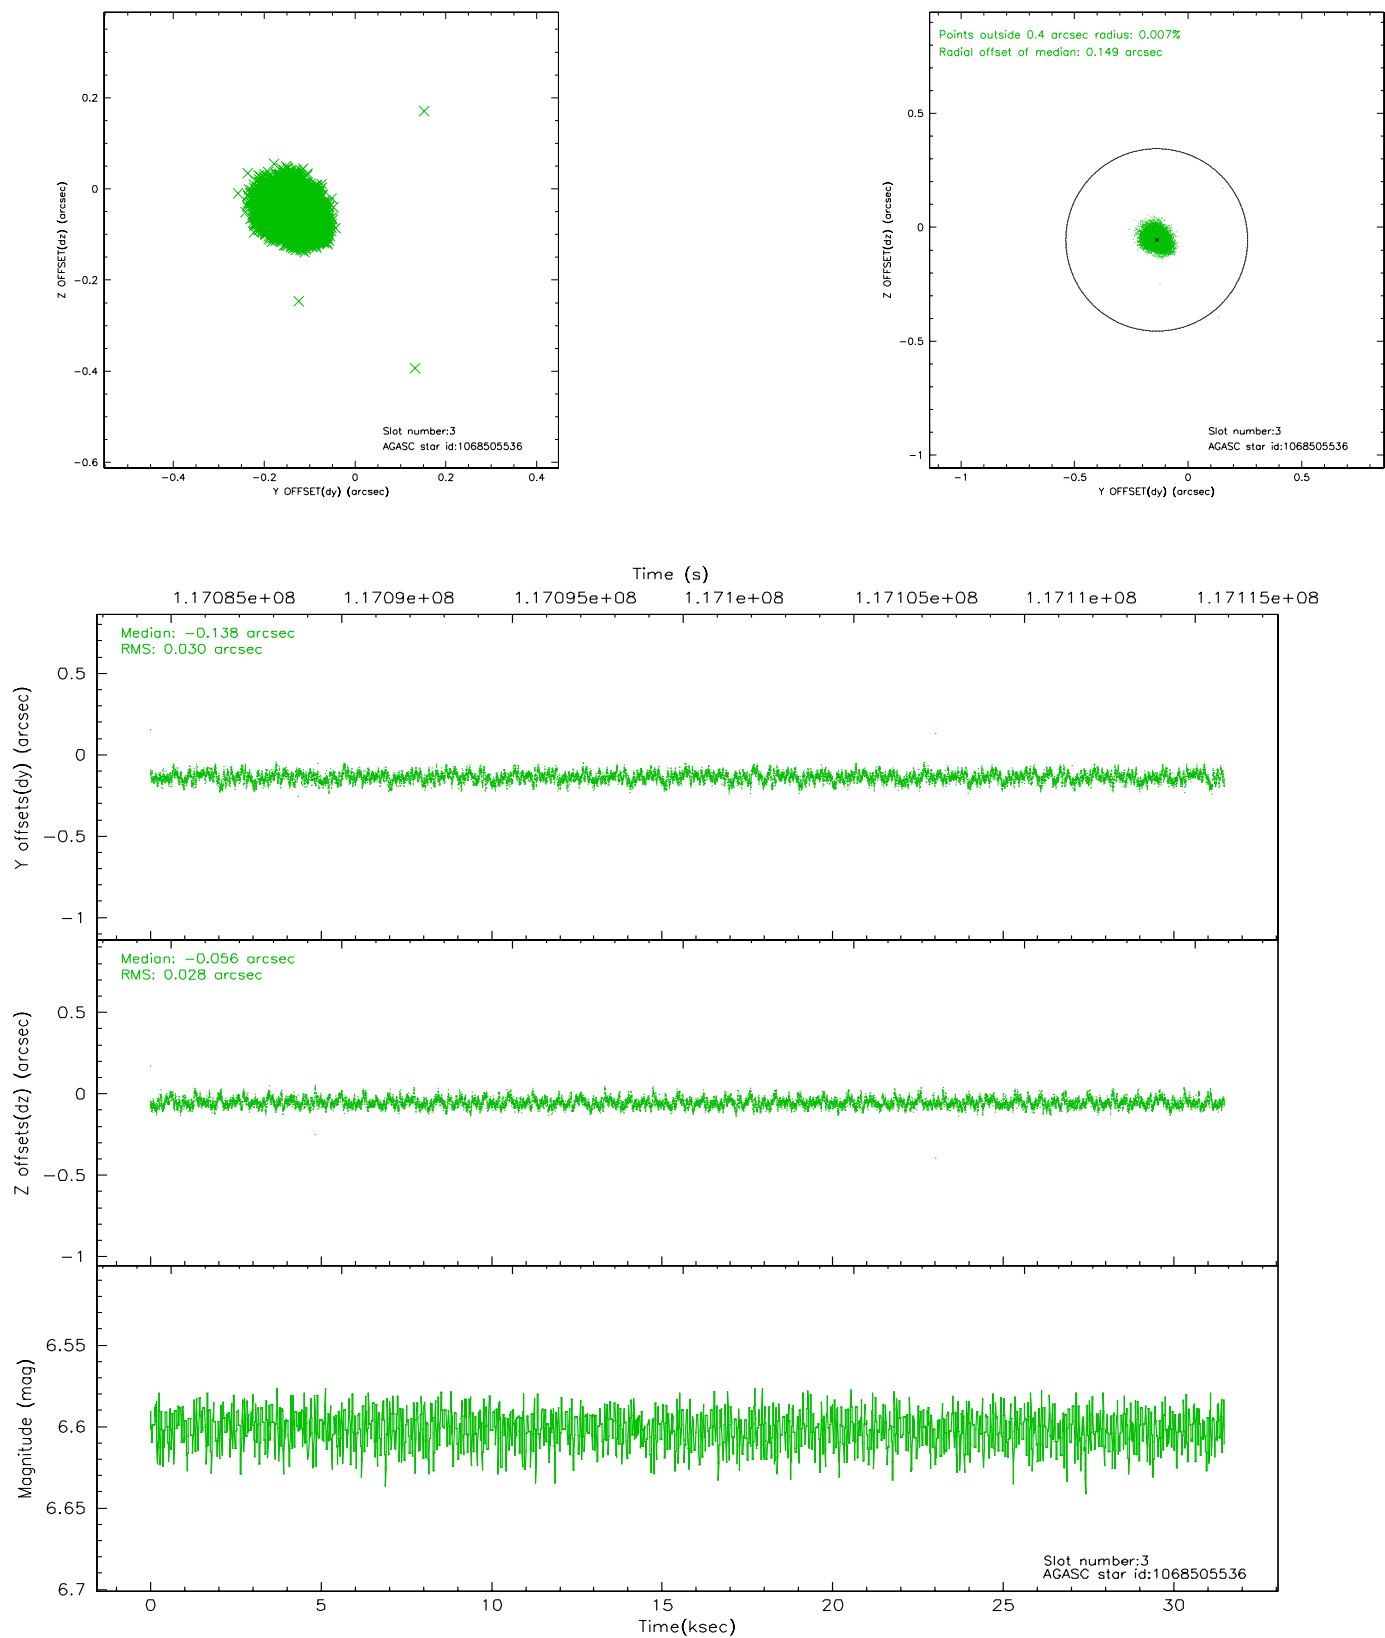 0.2
0
−0.2
−0.4
−0.6
Z OFFSET(dz) (arcsec)
Slot number:3
AGASC star id:1068505536
−0.4
−0.2
0
0.2
0.4
Y OFFSET(dy) (arcsec)
Points outside 0.4 arcsec radius: 0.007%
Radial offset of median: 0.149 arcsec
0.5
0
−0.5
−1
Z OFFSET(dz) (arcsec)
Slot number:3
AGASC star id:1068505536
−1
−0.5
0
0.5
Y OFFSET(dy) (arcsec)
Time (s)
1.17085e+08
1.1709e+08
1.17095e+08
1.171e+08
1.17105e+08
1.1711e+08
1.17115e+08
Median: −0.138 arcsec
RMS: 0.030 arcsec
0.5
0
−0.5
−1
Y offsets(dy) (arcsec)
Median: −0.056 arcsec
RMS: 0.028 arcsec
0.5
0
−0.5
−1
Z offsets(dz) (arcsec)
6.55
6.6
6.65
6.7
Magnitude (mag)
Slot number:3
AGASC star id:1068505536
0
5
10
15
20
25
30
Time(ksec)